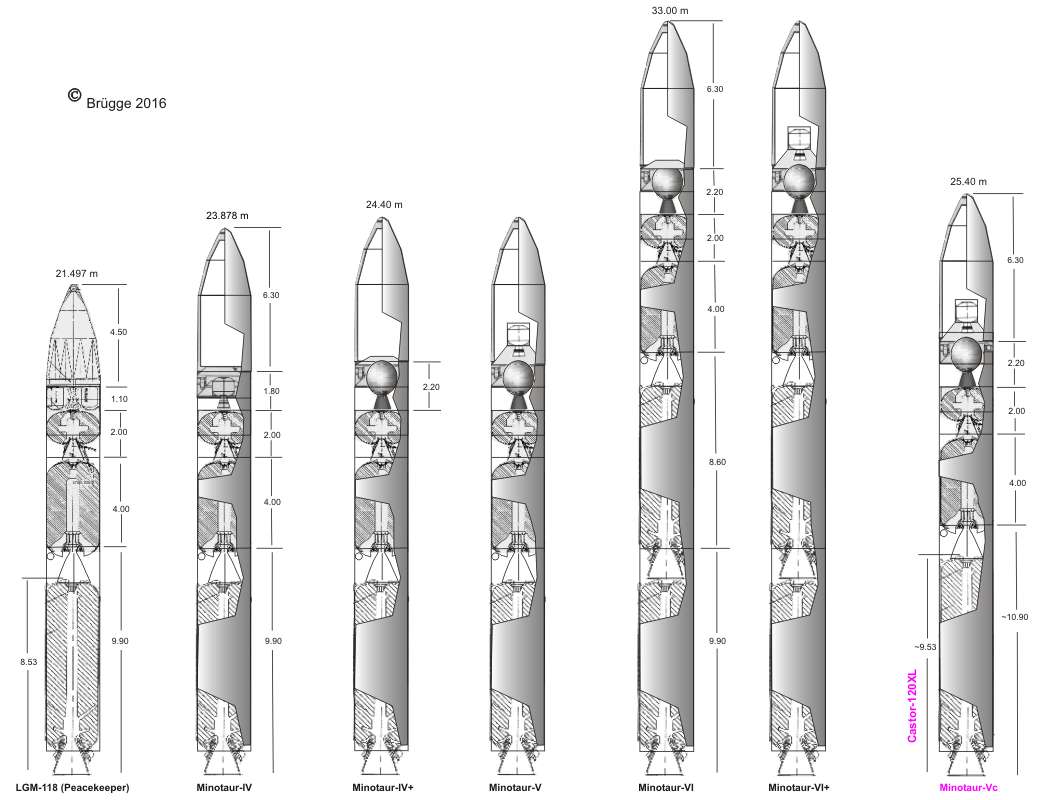 33.00 m
© Brügge 2016
6.30
25.40 m
2.20
24.40 m
23.878 m
2.00
6.30
6.30
21.497 m
4.00
4.50
2.20
2.20
1.80
1.10
2.00
2.00
2.00
8.60
4.00
4.00
4.00
~10.90
9.90
9.90
9.90
~9.53
8.53
Castor-120XL
LGM-118 (Peacekeeper)
Minotaur-IV
Minotaur-IV+
Minotaur-V
Minotaur-VI
Minotaur-VI+
Minotaur-Vc